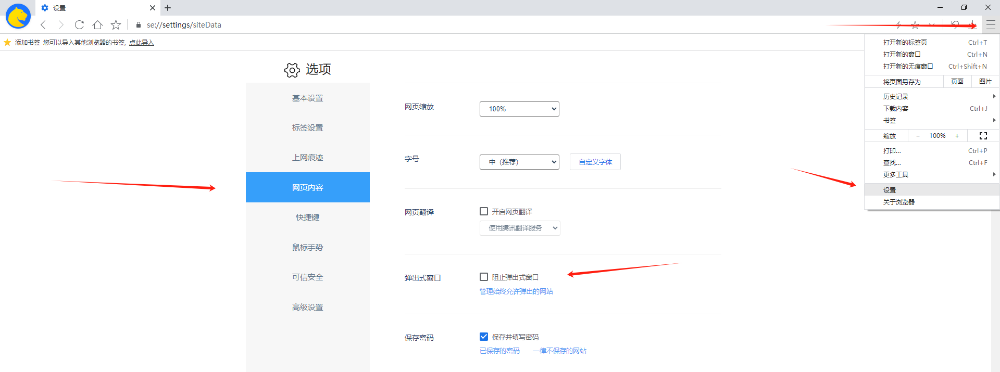 设置
se://settings/siteData
添加书签 您可以导入其他浏览器的书签, 点此导入
选项
基本设置
标签设置
上网痕迹
网页内容
快捷键
鼠标手势
可信安全
高级设置
网页缩放
100%
字号
中（推荐）
自定义字体
网页翻译
开启网页翻译
使用腾讯翻译服务
弹出式窗口
阻止弹出式窗口
管理始终允许弹出的网站
保存密码
保存并填写密码
已保存的密码 一律不保存的网站
打开新的标签页 Ctrl+T
打开新的窗口 Ctrl+N
打开新的无痕窗口 Ctrl+Shift+N
将页面另存为 页面 图片
历史记录
下载内容 Ctrl+J
书签
缩放 − 100% +
打印... Ctrl+P
查找... Ctrl+F
更多工具
设置
关于浏览器